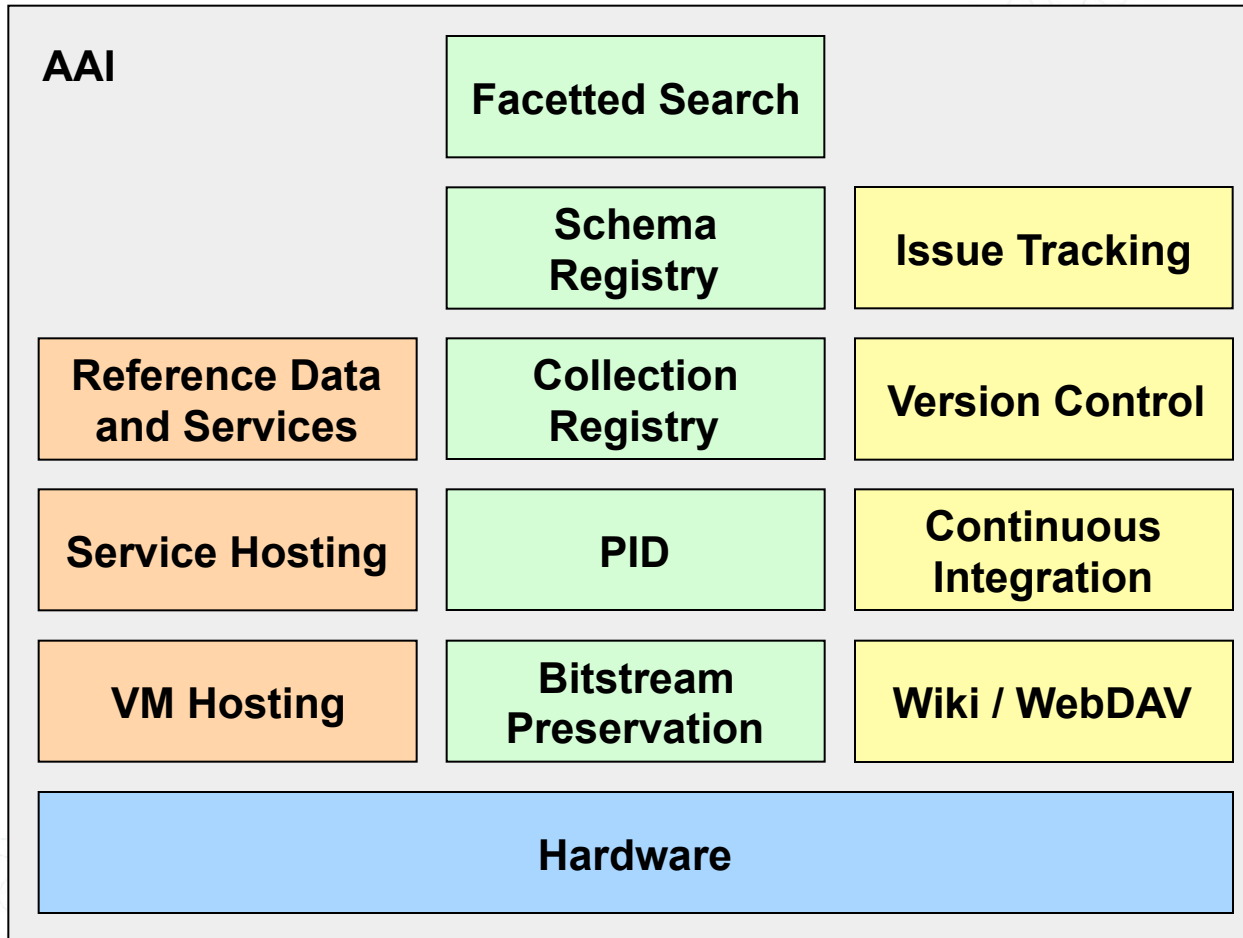 AAI
Facetted Search
Schema
Registry
Issue Tracking
Reference Data
and Services
Collection
Registry
Version Control
Service Hosting
PID
Continuous
Integration
VM Hosting
Bitstream
Preservation
Wiki / WebDAV
Hardware